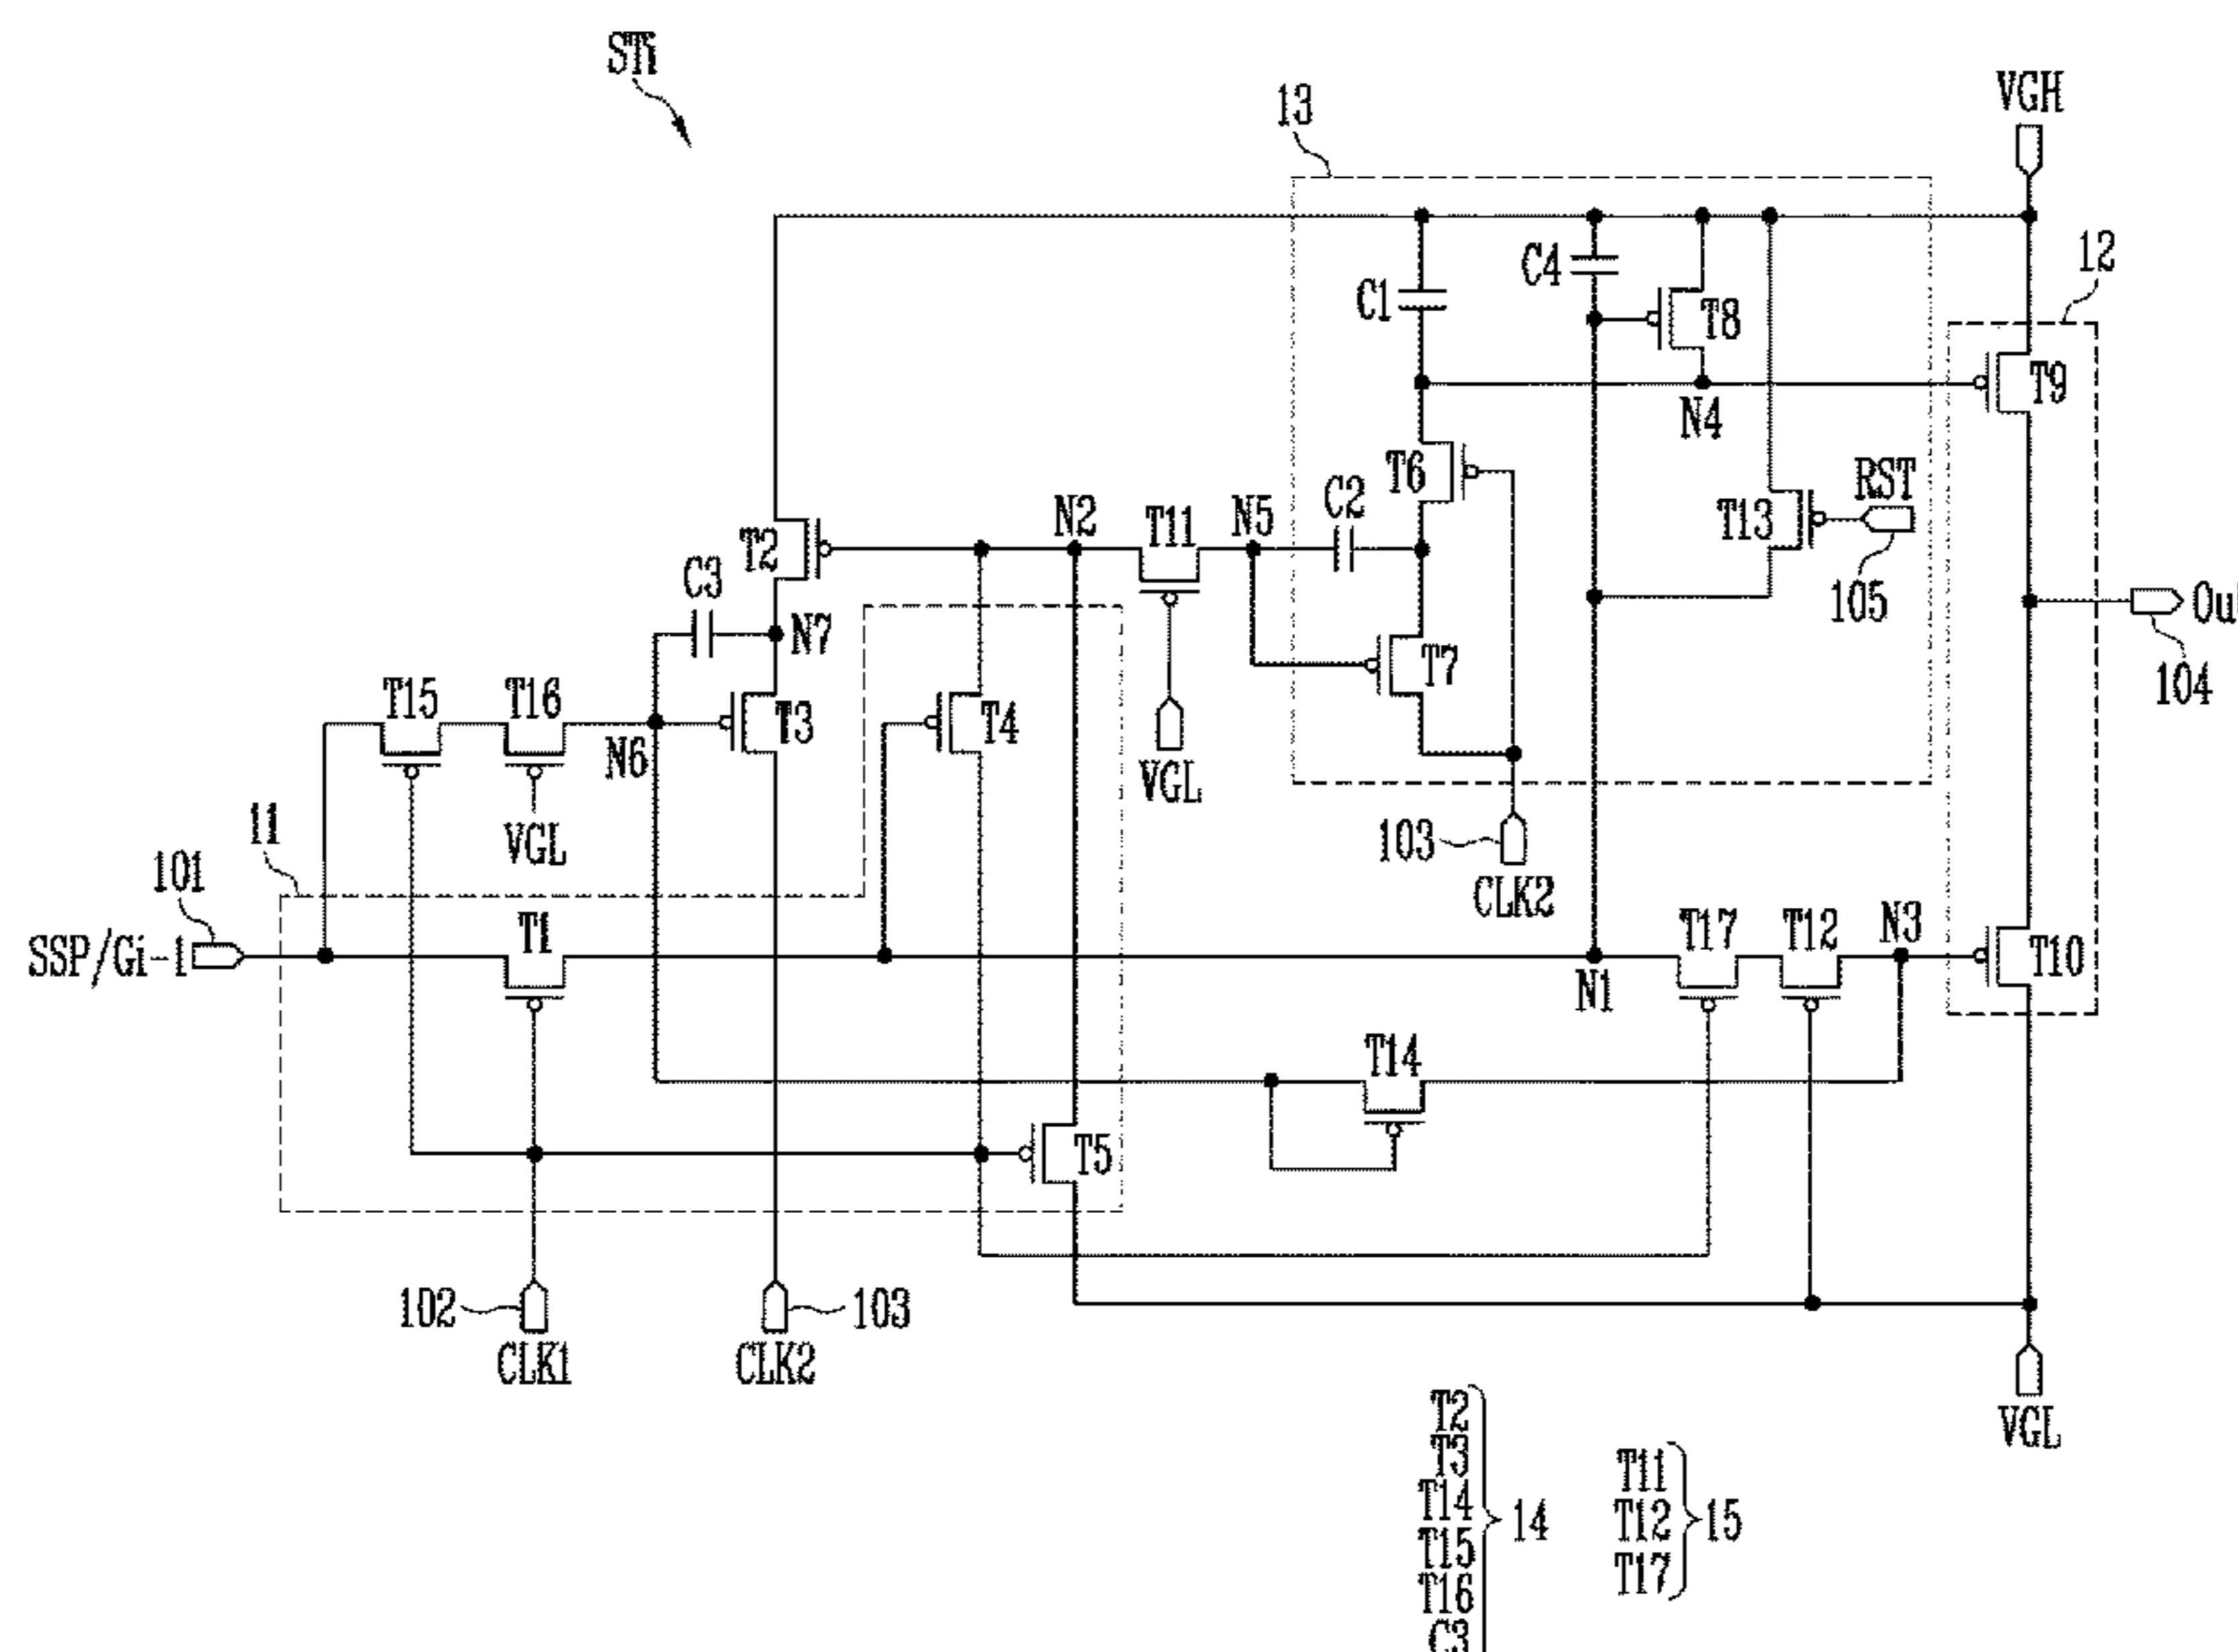 STi
13
VGH
12
C4
C1
T8
T9
N4
T6
RST
T13
N2
T11
N5
C2
T2
C3
105
104
N7
T15
T16
T3
T4
T7
N6
VGL
VGL
11
103
CLK2
101
SSP/Gi-1
T1
T17
T12
N3
T10
N1
T14
T5
102
103
CLK1
CLK2
VGL
T2
T3
T14
T15
T16
C3
14
T11
T12
T17
15